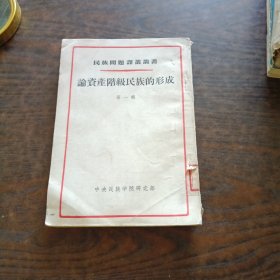 民族問題譯叢叢書
論資產階級民族的形成
第一輯
中央民族學院研究部